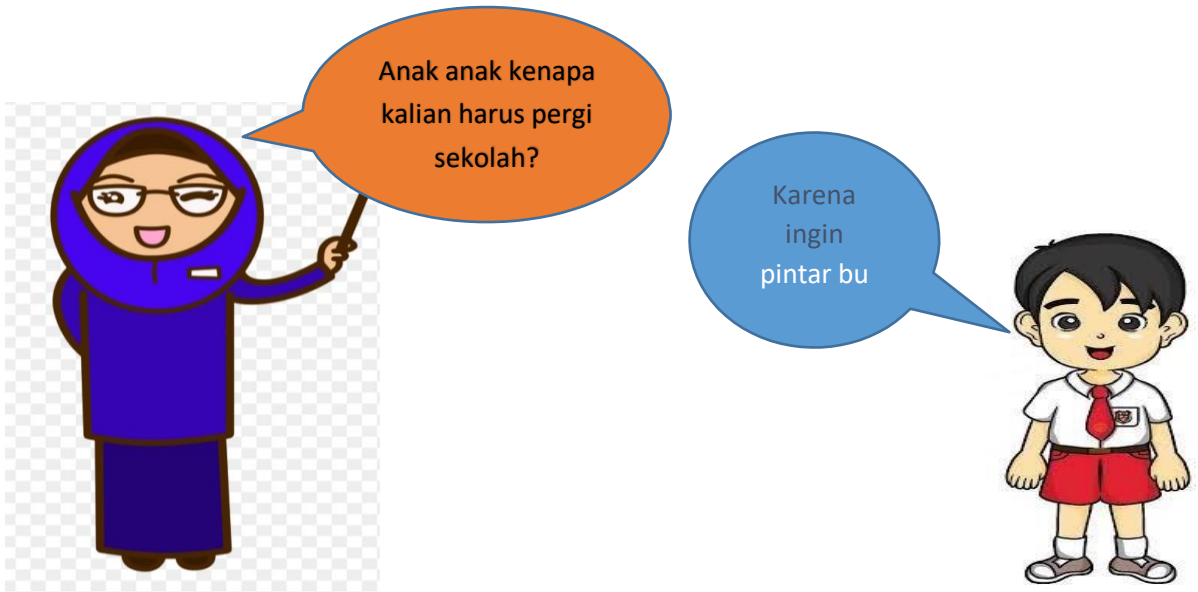 Anak anak kenapa
kalian harus pergi
sekolah?
Karena
ingin
pintar bu